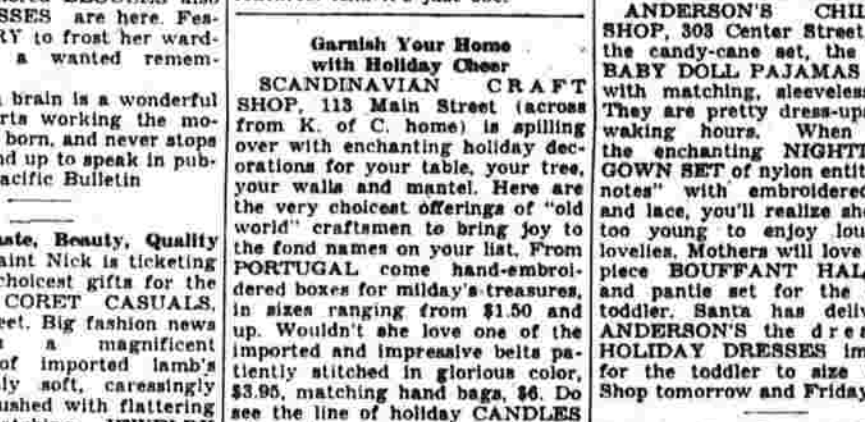 SSES are here. Fes-
RY to frost her ward-
a wanted remem-
brain is a wonderful
rts working the mo-
born, and never stops
nd up to speak in pub-
acific Bulletin
ate, Beauty, Quality
aint Nick is ticketing
choicest gifts for the
CORET CASUALS,
eet. Big fashion news
a magnificent
of imported lamb's
ly soft, caressingly
ushed with flattering
Garnish Your Home
with Holiday Cheer
SCANDINAVIAN CRAFT
SHOP, 113 Main Street (across
from K. of C. home) is spilling
over with enchanting holiday dec-
orations for your table, your tree,
your walls and mantel. Here are
the very choicest offerings of "old
world" craftsmen to bring joy to
the fond names on your list. From
PORTUGAL come hand-embroi-
dered boxes for milday's treasures,
in sizes ranging from $1.50 and
up. Wouldn't she love one of the
imported and impressive belts pa-
tiently stitched in glorious color,
$3.95, matching hand bags, $6. Do
see the line of holiday CANDLES
ANDERSON'S CHIL
SHOP, 303 Center Street
the candy-cane set, the
BABY DOLL PAJAMAS
with matching, sleeveless
They are pretty dress-up
waking hours. When
the enchanting NIGHTI
GOWN SET of nylon entit
notes" with embroidered
and lace, you'll realize she
too young to enjoy lou
lovelies. Mothers will love
piece BOUFFANT HAL
and pantie set for the
toddler. Santa has deliv
ANDERSON'S the dre
HOLIDAY DRESSES im
for the toddler to size
Shop tomorrow and Friday